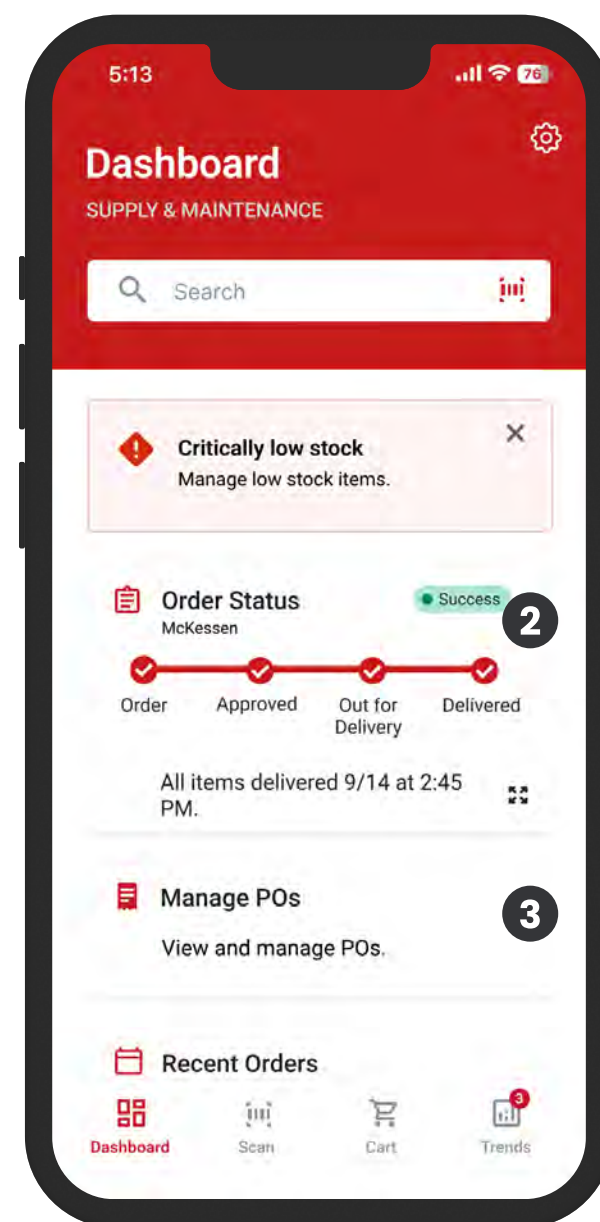 5:13
76
Dashboard
SUPPLY & MAINTENANCE
Search
Critically low stock
Manage low stock items.
Order Status
Success
McKessen
2
Order
Approved
Out for
Delivery
Delivered
All items delivered 9/14 at 2:45
PM.
Manage POs
3
View and manage POs.
Recent Orders
3
Dashboard
Scan
Cart
Trends